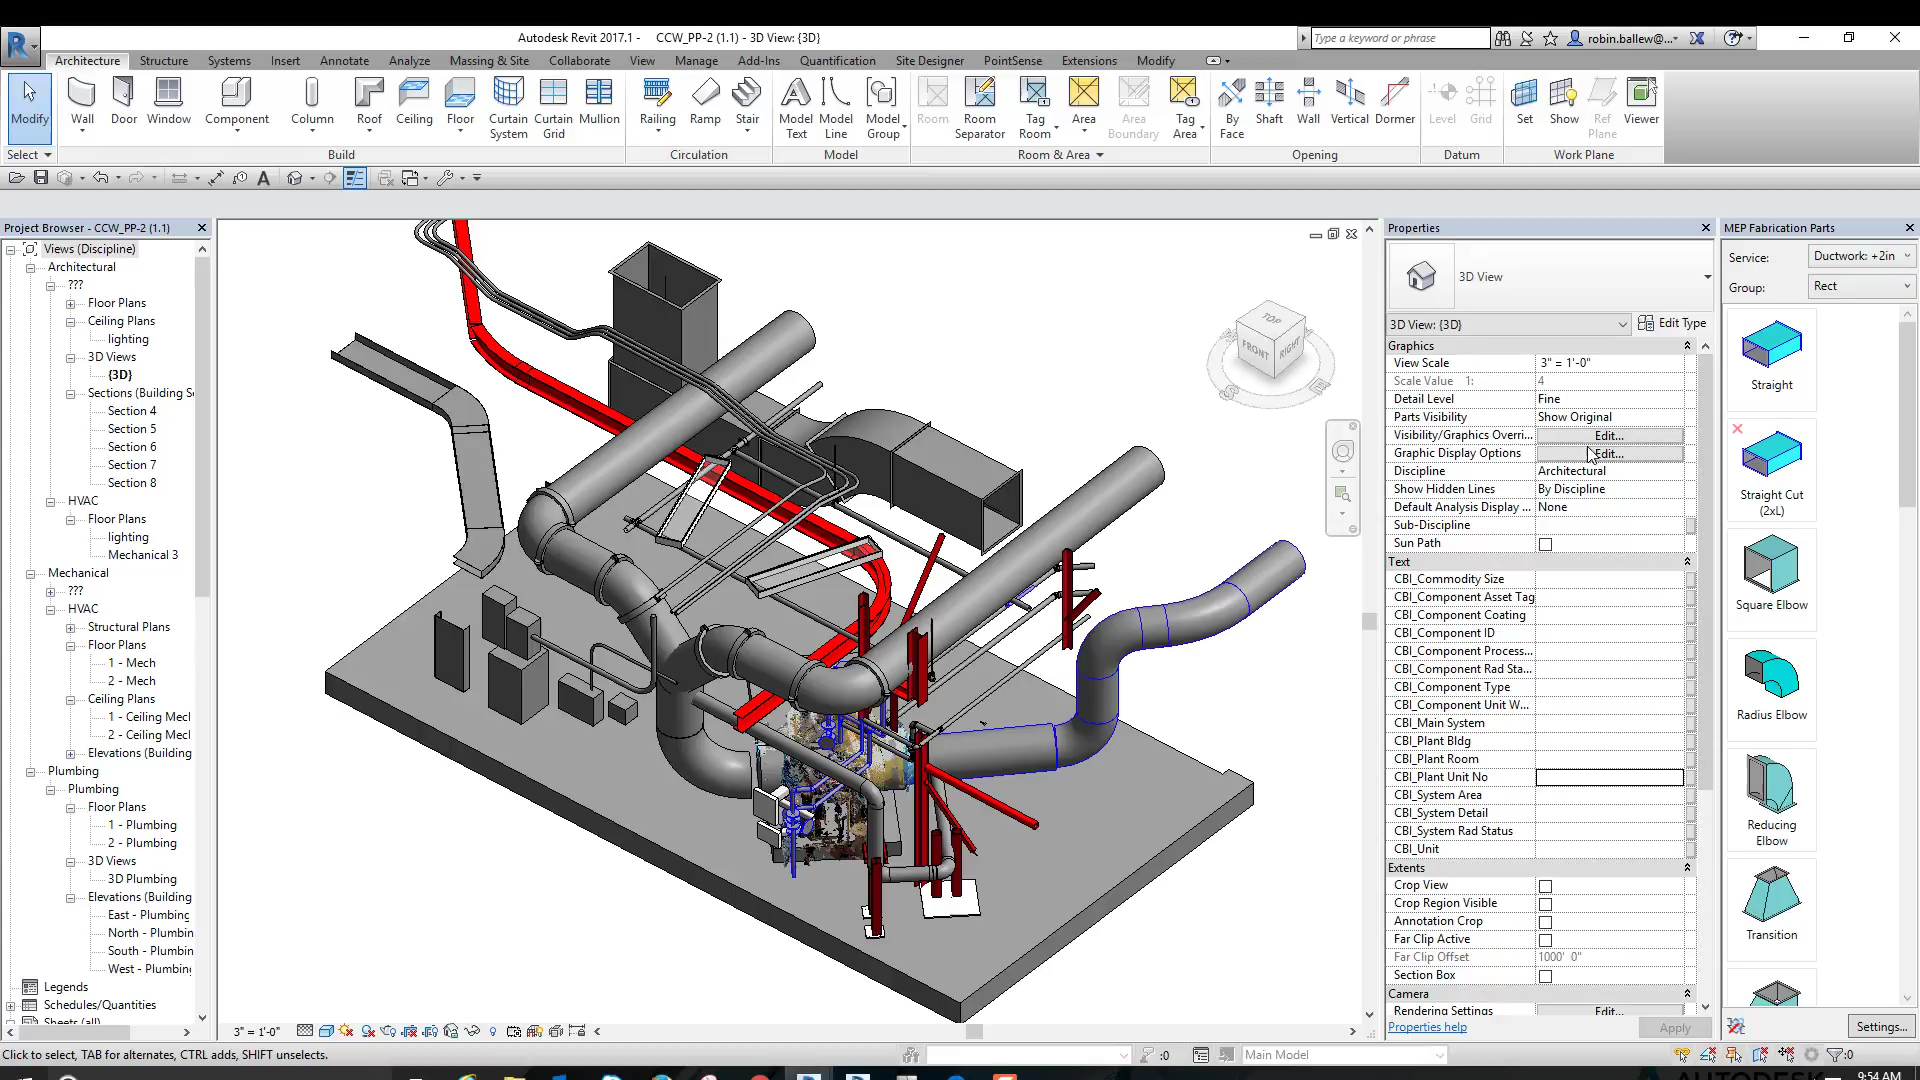 Autodesk Revit 2017.1 - CCW_PP-2 (1.1) - 3D View: {3D}
Type a keyword or phrase
robin.ballew@...
Architecture Structure Systems Insert Annotate Analyze Massing & Site Collaborate View Manage Add-Ins Quantification Site Designer PointSense Extensions Modify
Modify Wall Door Window Component Column Roof Ceiling Floor Curtain System Curtain Grid Mullion Railing Ramp Stair Model Text Model Line Model Group Room Room Separator Tag Room Area Area Boundary Tag Area By Face Shaft Wall Vertical Dormer Level Grid Set Show Ref Plane Viewer
Select Build Circulation Model Room & Area Opening Datum Work Plane
Project Browser - CCW_PP-2 (1.1)
Views (Discipline)
Architectural
???
Floor Plans
Ceiling Plans
lighting
3D Views
{3D}
Sections (Building S
Section 4
Section 5
Section 6
Section 7
Section 8
HVAC
Floor Plans
lighting
Mechanical 3
Mechanical
???
HVAC
Structural Plans
Floor Plans
1 - Mech
2 - Mech
Ceiling Plans
1 - Ceiling Mecl
2 - Ceiling Mecl
Elevations (Building
Plumbing
Plumbing
Floor Plans
1 - Plumbing
2 - Plumbing
3D Views
3D Plumbing
Elevations (Building
East - Plumbing
North - Plumbin
South - Plumbin
West - Plumbing
Legends
Schedules/Quantities
Sheets (all)
TOP
FRONT
RIGHT
S
E
3" = 1'-0"
Properties
3D View
3D View: {3D} Edit Type
Graphics
View Scale 3" = 1'-0"
Scale Value 1: 4
Detail Level Fine
Parts Visibility Show Original
Visibility/Graphics Overri... Edit...
Graphic Display Options Edit...
Discipline Architectural
Show Hidden Lines By Discipline
Default Analysis Display ... None
Sub-Discipline
Sun Path
Text
CBI_Commodity Size
CBI_Component Asset Tag
CBI_Component Coating
CBI_Component ID
CBI_Component Process...
CBI_Component Rad Sta...
CBI_Component Type
CBI_Component Unit W...
CBI_Main System
CBI_Plant Bldg
CBI_Plant Room
CBI_Plant Unit No
CBI_System Area
CBI_System Detail
CBI_System Rad Status
CBI_Unit
Extents
Crop View
Crop Region Visible
Annotation Crop
Far Clip Active
Far Clip Offset 1000' 0"
Section Box
Camera
Rendering Settings Edit...
Properties help Apply
MEP Fabrication Parts
Service: Ductwork: +2in
Group: Rect
Straight
Straight Cut
(2xL)
Square Elbow
Radius Elbow
Reducing
Elbow
Transition
Settings...
Click to select, TAB for alternates, CTRL adds, SHIFT unselects.
:0
Main Model
:0
AUTODESK
9:54 AM